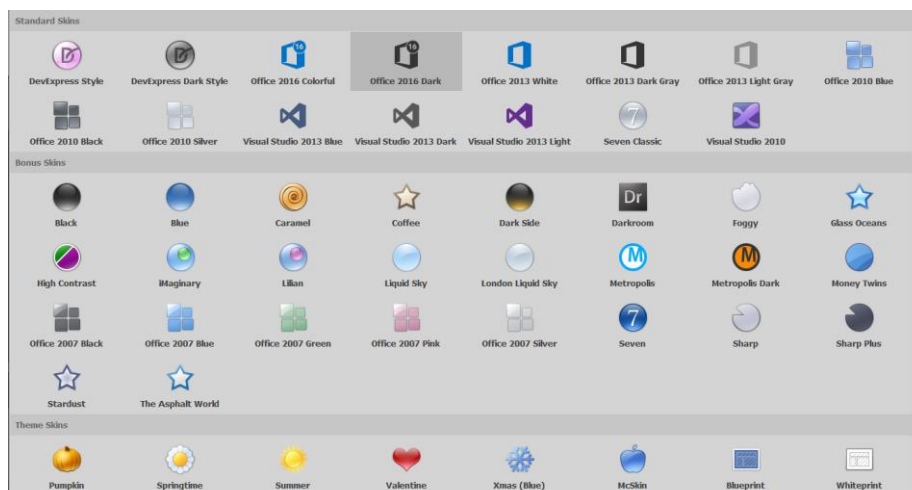 Standard Skins
16 16
DevExpress Style DevExpress Dark Style Office 2016 Colorful Office 2016 Dark Office 2013 White Office 2013 Dark Gray Office 2013 Light Gray Office 2010 Blue
7
Office 2010 Black Office 2010 Silver Visual Studio 2013 Blue Visual Studio 2013 Dark Visual Studio 2013 Light Seven Classic Visual Studio 2010
Bonus Skins
Dr
Black Blue Caramel Coffee Dark Side Darkroom Foggy Glass Oceans
M M
High Contrast iMaginary Lilian Liquid Sky London Liquid Sky Metropolis Metropolis Dark Money Twins
7
Office 2007 Black Office 2007 Blue Office 2007 Green Office 2007 Pink Office 2007 Silver Seven Sharp Sharp Plus
Stardust The Asphalt World
Theme Skins
Pumpkin Springtime Summer Valentine Xmas (Blue) McSkin Blueprint Whiteprint